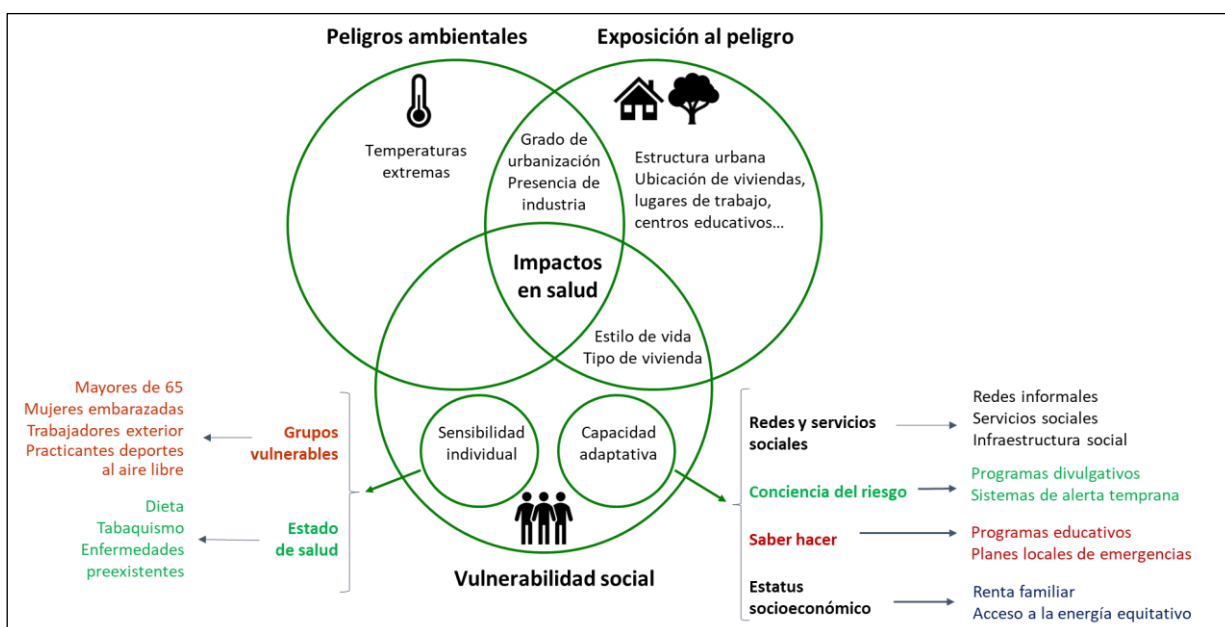 Peligros ambientales
Exposición al peligro
Temperaturas
extremas
Grado de
urbanización
Presencia de
industria
Estructura urbana
Ubicación de viviendas,
lugares de trabajo,
centros educativos…
Impactos
en salud
Estilo de vida
Tipo de vivienda
Sensibilidad
individual
Capacidad
adaptativa
Vulnerabilidad social
Grupos
vulnerables
Mayores de 65
Mujeres embarazadas
Trabajadores exterior
Practicantes deportes
al aire libre
Estado
de salud
Dieta
Tabaquismo
Enfermedades
preexistentes
Redes y servicios
sociales
Redes informales
Servicios sociales
Infraestructura social
Conciencia del riesgo
Programas divulgativos
Sistemas de alerta temprana
Saber hacer
Programas educativos
Planes locales de emergencias
Estatus
socioeconómico
Renta familiar
Acceso a la energía equitativo